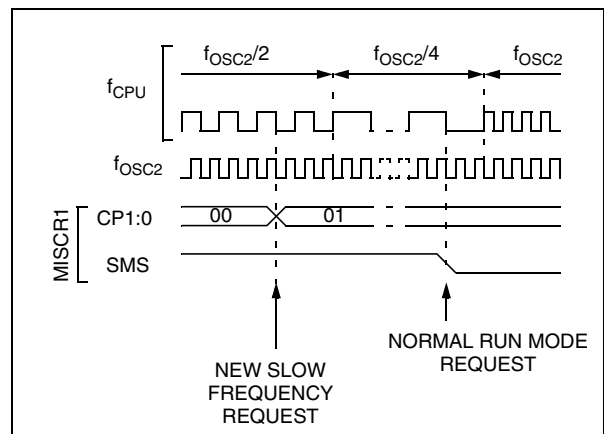 fOSC2/2
fOSC2/4
fOSC2
fCPU
fOSC2
MISCR1
CP1:0
00
01
SMS
NEW SLOW
FREQUENCY
REQUEST
NORMAL RUN MODE
REQUEST